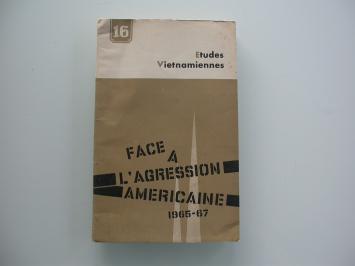 16
Etudes
Vietnamiennes
FACE
A
L'AGRESSION
AMERICAINE
1965-67